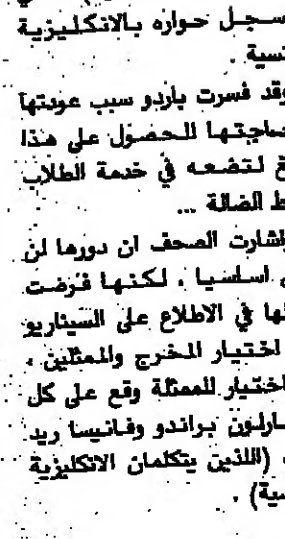 سجل حواره بالانكليزية
نسية .
وقد فسرت باردو سبب عودتها
حاجتها للحصول على هذا
غ لتضعه في خدمة الطلاب
ط الضالة ...
واشارت الصحف ان دورها لن
اساسيا ، لكنها فرضت
لها في الاطلاع على السيناريو
اختيار المخرج والممثلين ،
اختيار للممثلة وقع على كل
مارلون براندو وفانيسا ريد
، (اللذين يتكلمان الانكليزية
سية) .